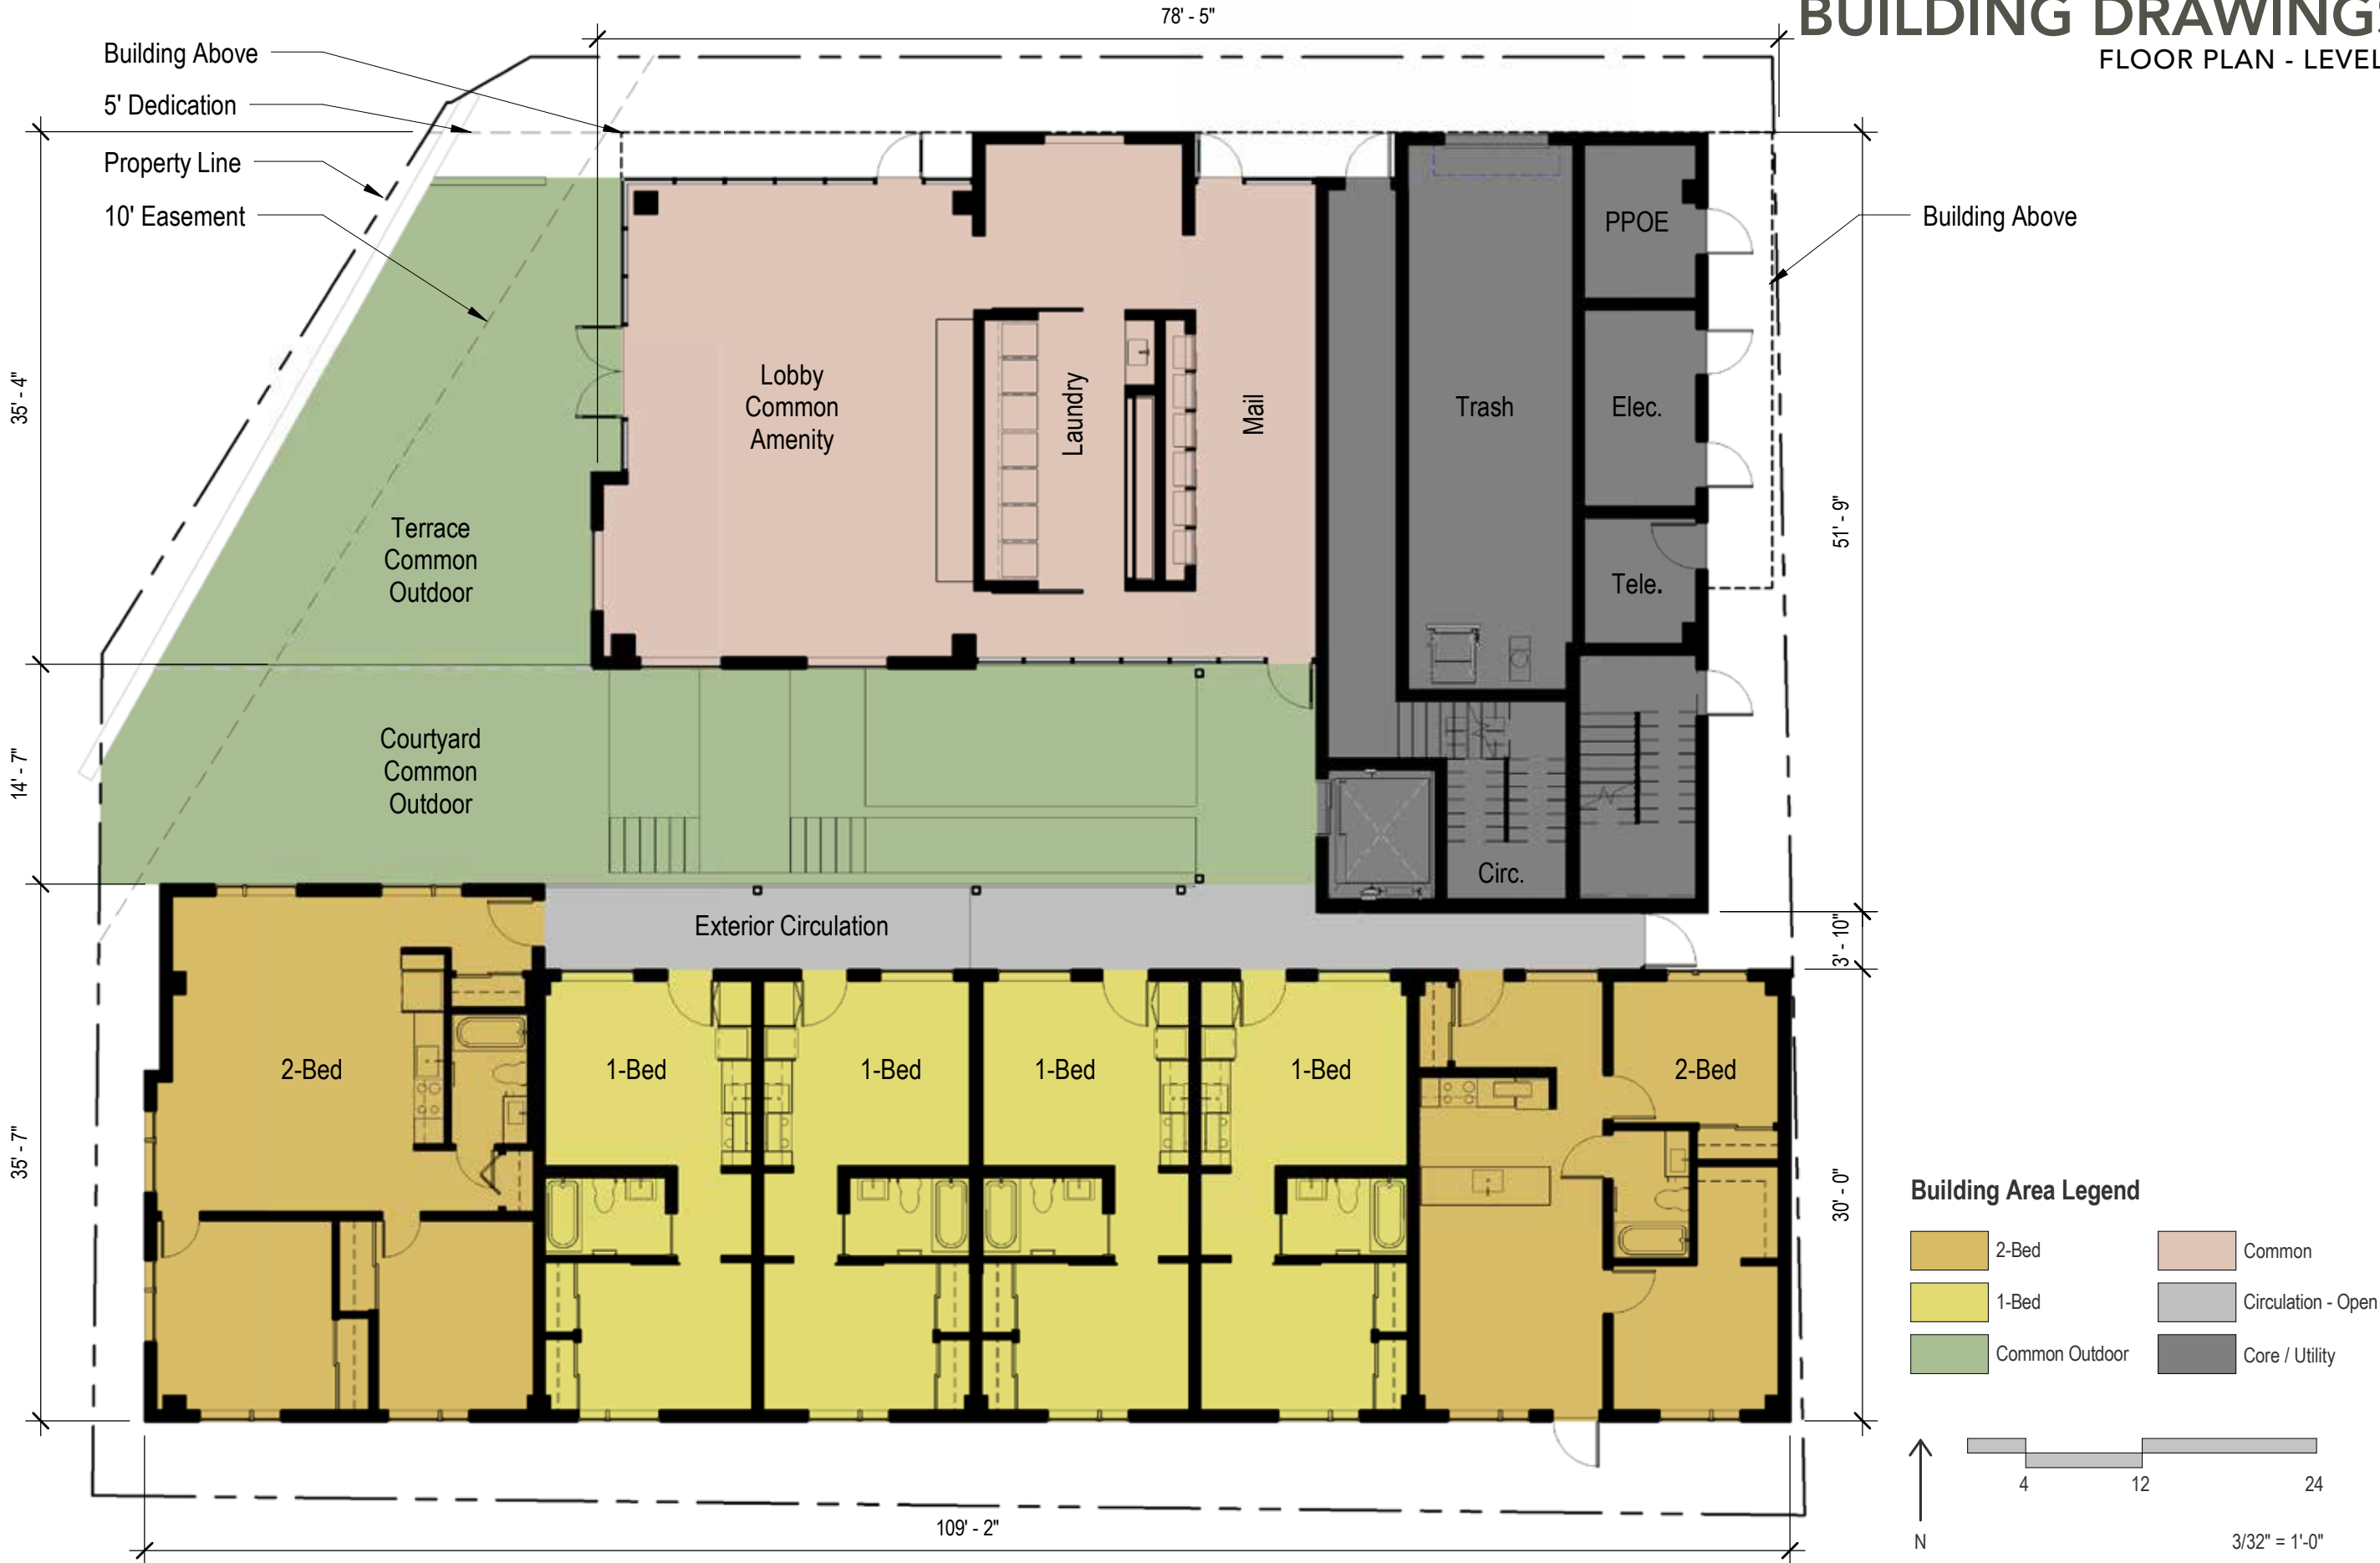 BUILDING DRAWINGS
FLOOR PLAN - LEVEL
78' - 5"
Building Above
5' Dedication
Property Line
10' Easement
Building Above
35' - 4"
14' - 7"
35' - 7"
51' - 9"
3' - 10"
30' - 0"
109' - 2"
Lobby
Common
Amenity
Laundry
Mail
Trash
PPOE
Elec.
Tele.
Terrace
Common
Outdoor
Courtyard
Common
Outdoor
Circ.
Exterior Circulation
2-Bed
1-Bed
1-Bed
1-Bed
1-Bed
2-Bed
Building Area Legend
2-Bed
1-Bed
Common Outdoor
Common
Circulation - Open
Core / Utility
4
12
24
N
3/32" = 1'-0"